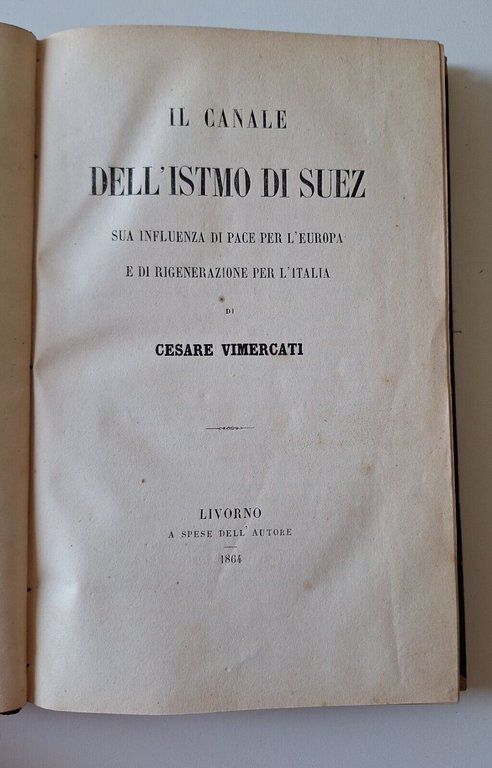 IL CANALE
DELL'ISTMO DI SUEZ
SUA INFLUENZA DI PACE PER L'EUROPA
E DI RIGENERAZIONE PER L'ITALIA
DI
CESARE VIMERCATI
LIVORNO
A SPESE DELL'AUTORE
1864